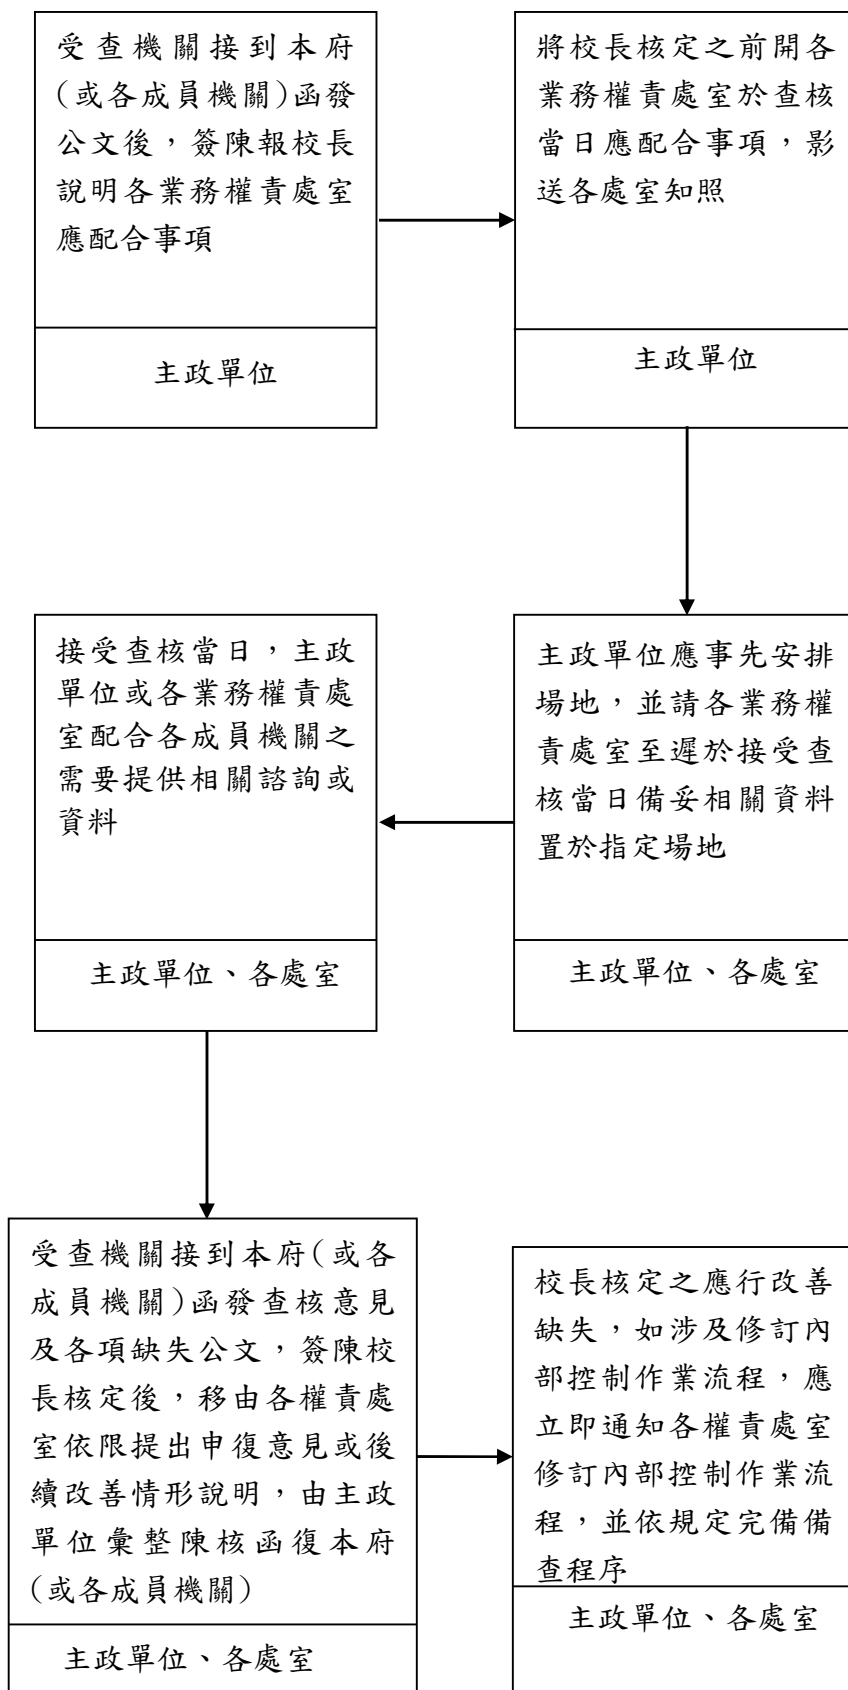 受查機關接到本府
(或各成員機關)函發
公文後，簽陳報校長
說明各業務權責處室
應配合事項
主政單位
將校長核定之前開各
業務權責處室於查核
當日應配合事項，影
送各處室知照
主政單位
主政單位應事先安排
場地，並請各業務權
責處室至遲於接受查
核當日備妥相關資料
置於指定場地
主政單位、各處室
接受查核當日，主政
單位或各業務權責處
室配合各成員機關之
需要提供相關諮詢或
資料
主政單位、各處室
受查機關接到本府(或各
成員機關)函發查核意見
及各項缺失公文，簽陳校
長核定後，移由各權責處
室依限提出申復意見或後
續改善情形說明，由主政
單位彙整陳核函復本府
(或各成員機關)
主政單位、各處室
校長核定之應行改善
缺失，如涉及修訂內
部控制作業流程，應
立即通知各權責處室
修訂內部控制作業流
程，並依規定完備備
查程序
主政單位、各處室